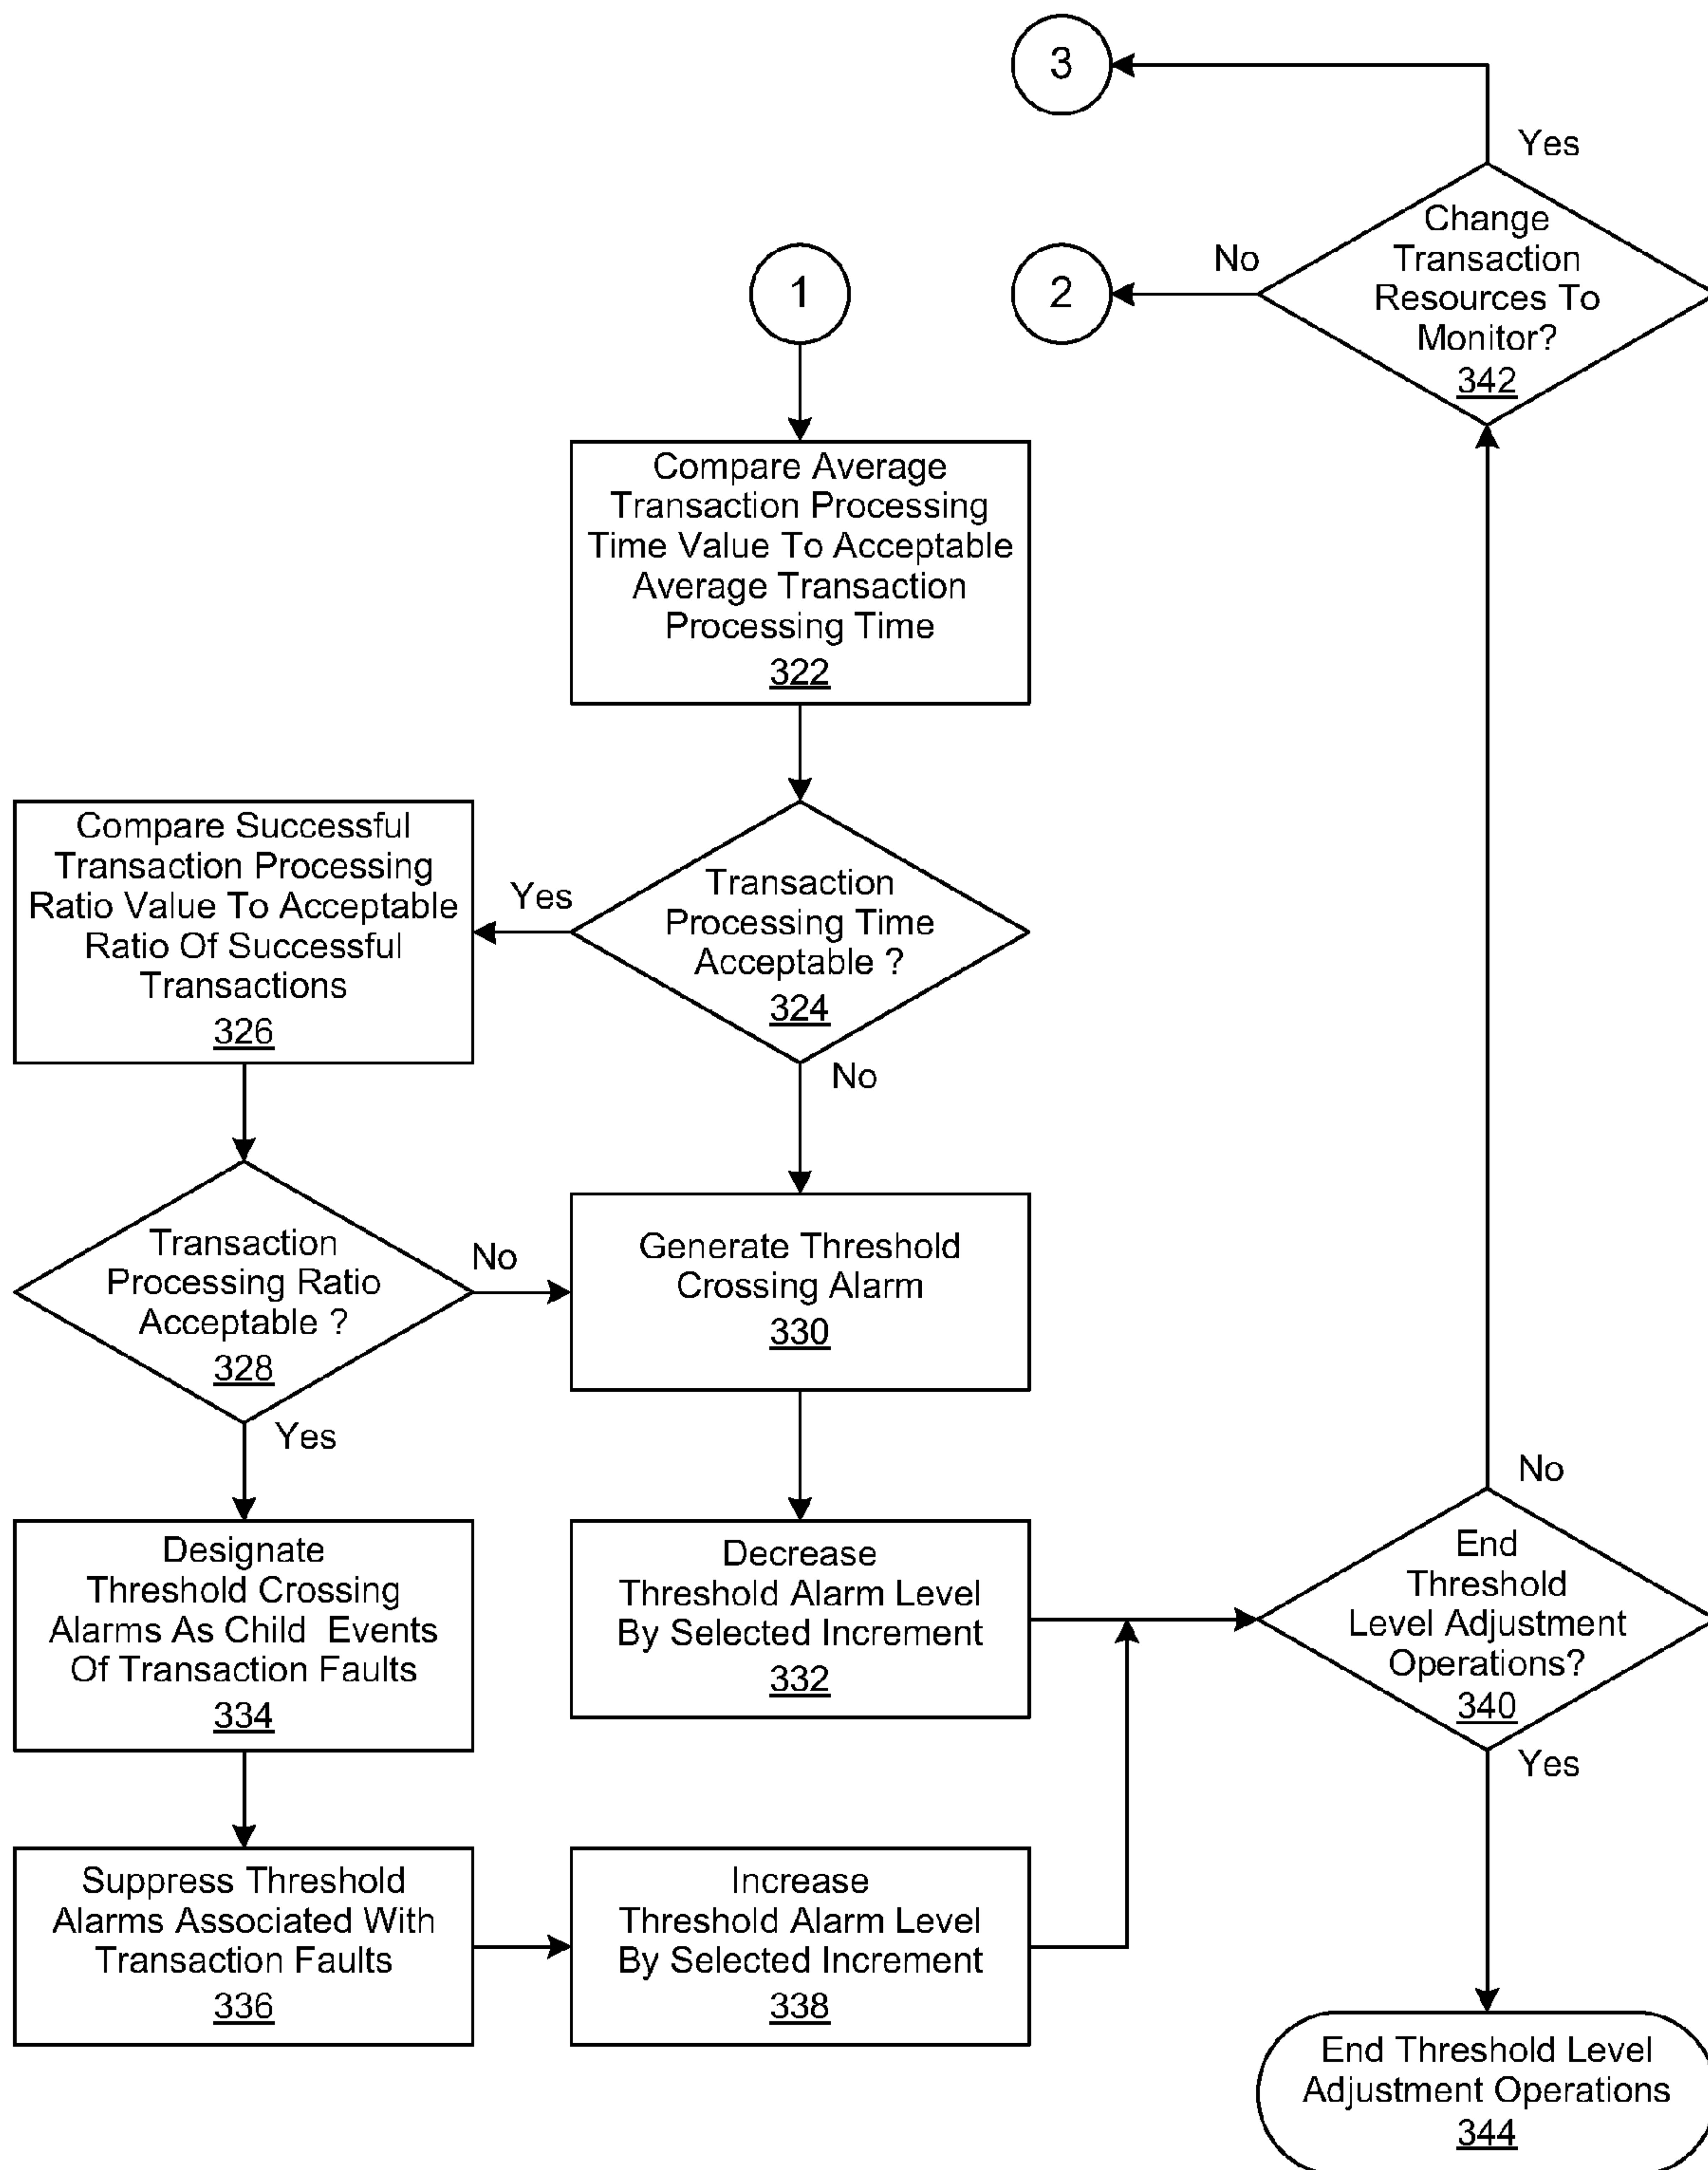 3
Yes
Change
Transaction
Resources To
Monitor?
342
No
2
1
Compare Average
Transaction Processing
Time Value To Acceptable
Average Transaction
Processing Time
322
Transaction
Processing Time
Acceptable ?
324
Yes
No
Compare Successful
Transaction Processing
Ratio Value To Acceptable
Ratio Of Successful
Transactions
326
Transaction
Processing Ratio
Acceptable ?
328
No
Yes
Generate Threshold
Crossing Alarm
330
Designate
Threshold Crossing
Alarms As Child Events
Of Transaction Faults
334
Decrease
Threshold Alarm Level
By Selected Increment
332
No
End
Threshold
Level Adjustment
Operations?
340
Yes
Suppress Threshold
Alarms Associated With
Transaction Faults
336
Increase
Threshold Alarm Level
By Selected Increment
338
End Threshold Level
Adjustment Operations
344